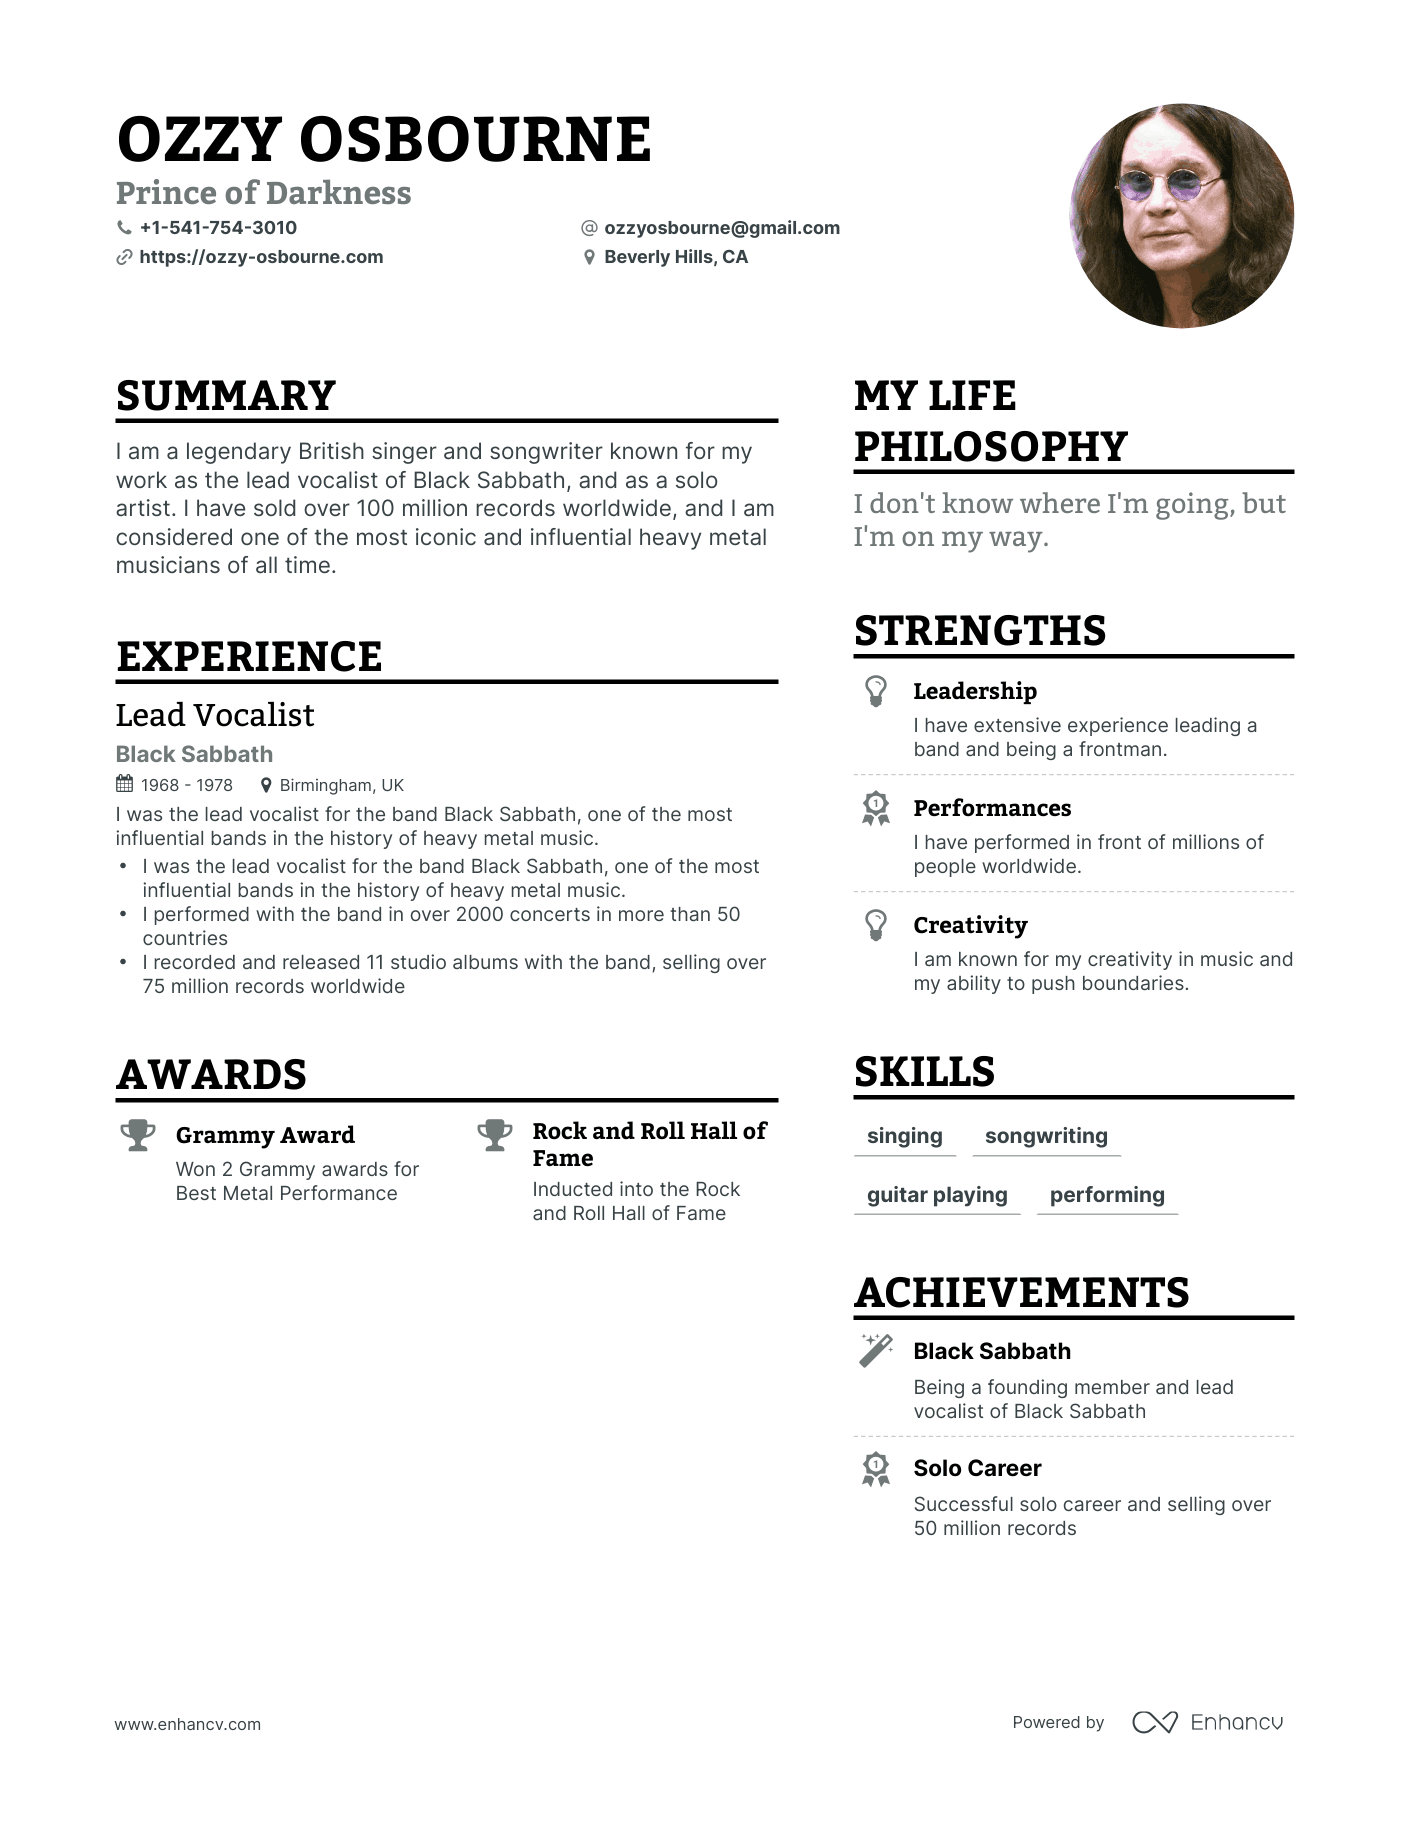 OZZY OSBOURNE
Prince of Darkness
+1-541-754-3010
ozzyosbourne@gmail.com
https://ozzy-osbourne.com
Beverly Hills, CA
SUMMARY
I am a legendary British singer and songwriter known for my
work as the lead vocalist of Black Sabbath, and as a solo
artist. I have sold over 100 million records worldwide, and I am
considered one of the most iconic and influential heavy metal
musicians of all time.
EXPERIENCE
Lead Vocalist
Black Sabbath
1968 - 1978 Birmingham, UK
I was the lead vocalist for the band Black Sabbath, one of the most
influential bands in the history of heavy metal music.
• I was the lead vocalist for the band Black Sabbath, one of the most
influential bands in the history of heavy metal music.
• I performed with the band in over 2000 concerts in more than 50
countries
• I recorded and released 11 studio albums with the band, selling over
75 million records worldwide
AWARDS
Grammy Award
Won 2 Grammy awards for
Best Metal Performance
Rock and Roll Hall of
Fame
Inducted into the Rock
and Roll Hall of Fame
MY LIFE
PHILOSOPHY
I don't know where I'm going, but
I'm on my way.
STRENGTHS
Leadership
I have extensive experience leading a
band and being a frontman.
1
Performances
I have performed in front of millions of
people worldwide.
Creativity
I am known for my creativity in music and
my ability to push boundaries.
SKILLS
singing songwriting
guitar playing performing
ACHIEVEMENTS
Black Sabbath
Being a founding member and lead
vocalist of Black Sabbath
1
Solo Career
Successful solo career and selling over
50 million records
www.enhancv.com
Powered by Enhancv